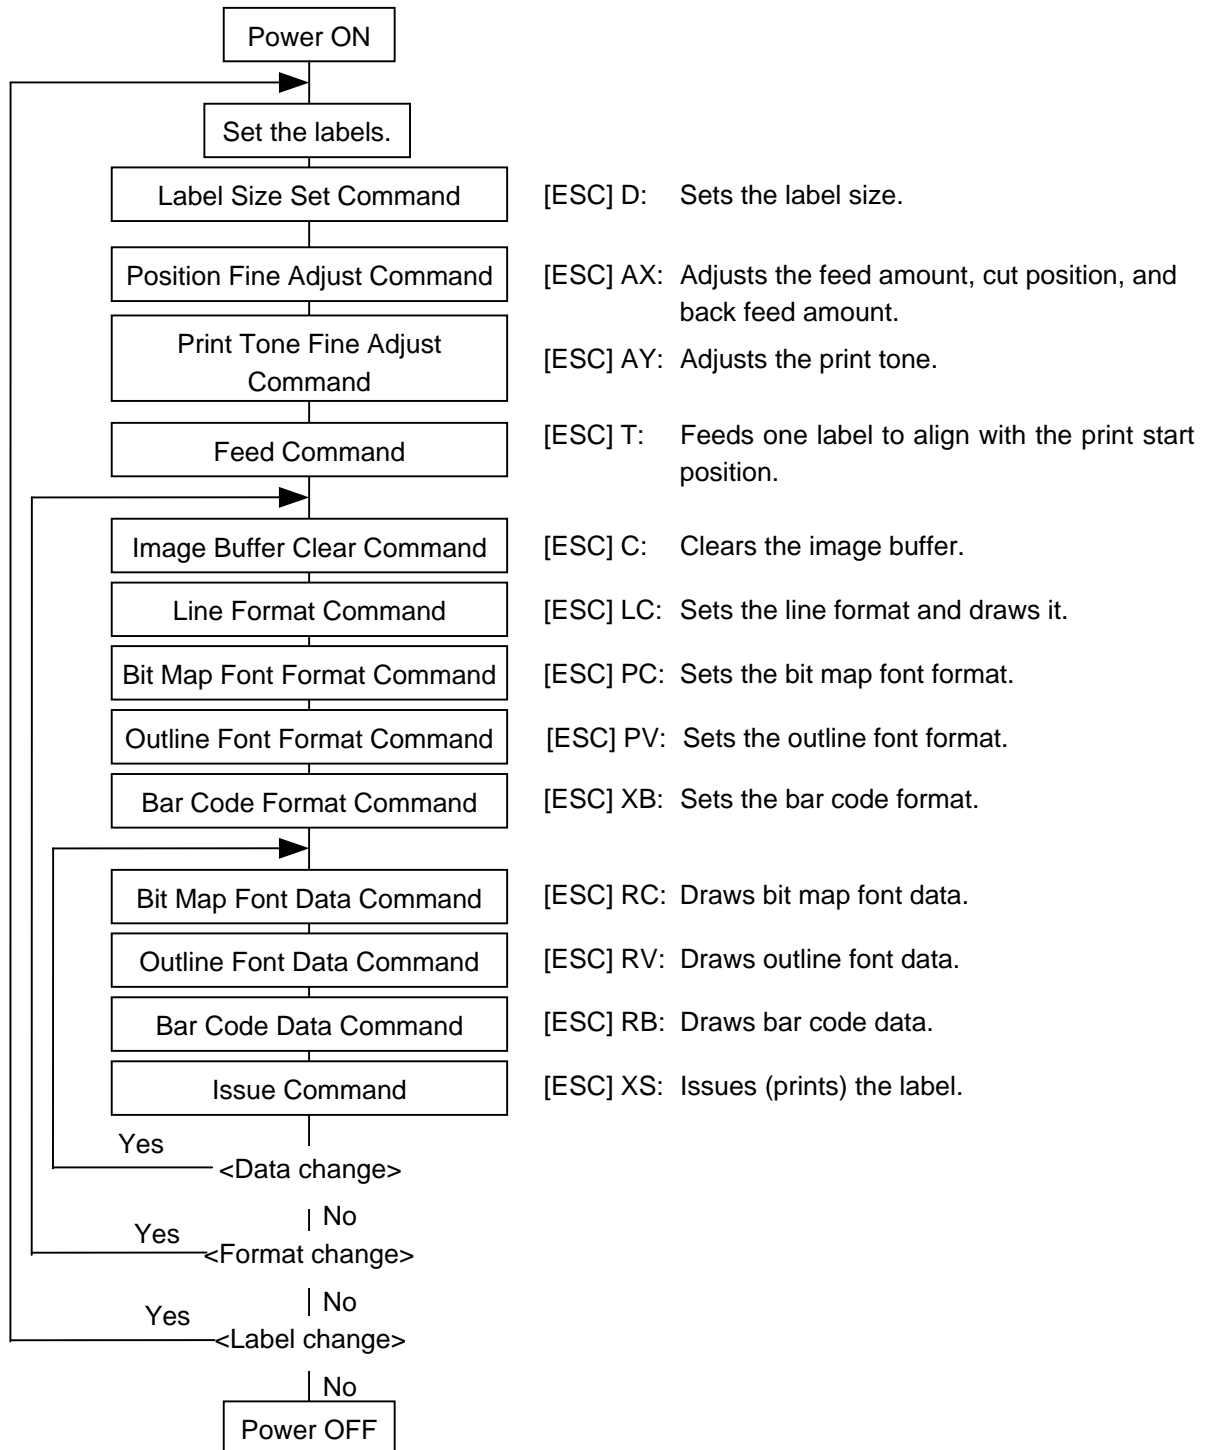 Power ON
Set the labels.
Label Size Set Command [ESC] D: Sets the label size.
Position Fine Adjust Command [ESC] AX: Adjusts the feed amount, cut position, and
back feed amount.
Print Tone Fine Adjust
Command
[ESC] AY: Adjusts the print tone.
Feed Command [ESC] T: Feeds one label to align with the print start
position.
Image Buffer Clear Command [ESC] C: Clears the image buffer.
Line Format Command [ESC] LC: Sets the line format and draws it.
Bit Map Font Format Command [ESC] PC: Sets the bit map font format.
Outline Font Format Command [ESC] PV: Sets the outline font format.
Bar Code Format Command [ESC] XB: Sets the bar code format.
Bit Map Font Data Command [ESC] RC: Draws bit map font data.
Outline Font Data Command [ESC] RV: Draws outline font data.
Bar Code Data Command [ESC] RB: Draws bar code data.
Issue Command [ESC] XS: Issues (prints) the label.
Yes
<Data change>
No
Yes
<Format change>
No
Yes
<Label change>
No
Power OFF